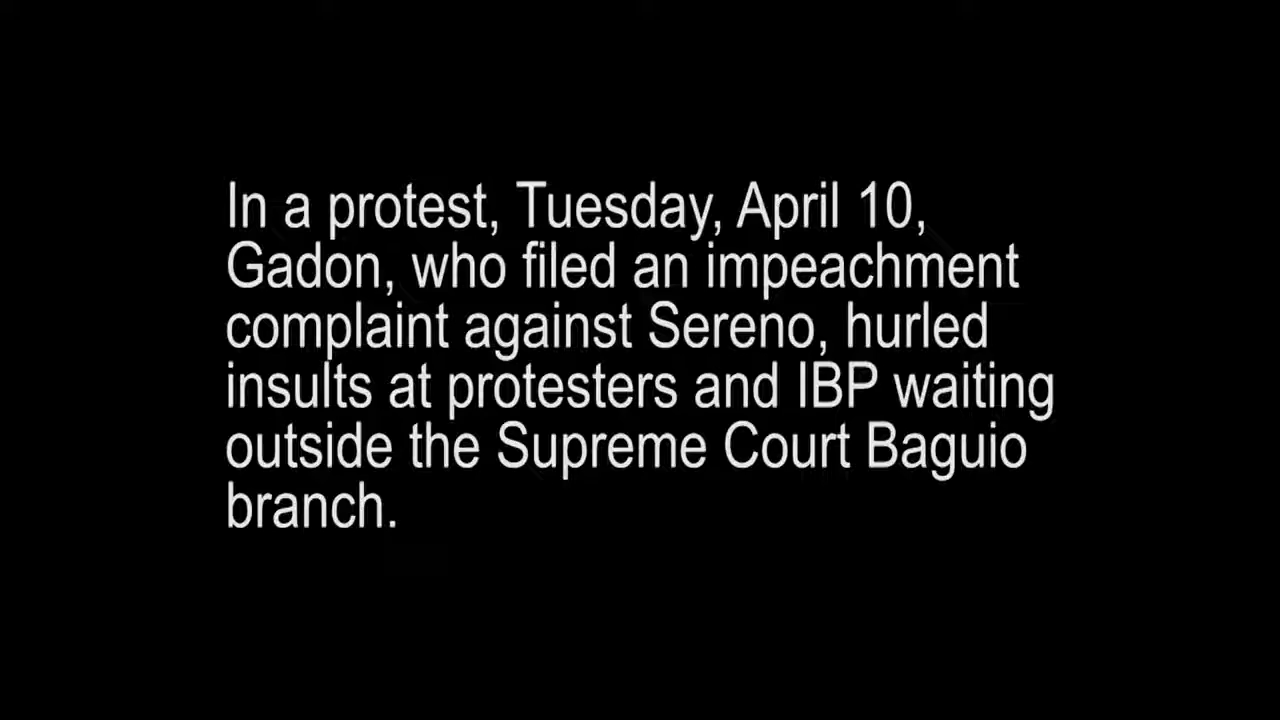 In a protest, Tuesday, April 10,
Gadon, who filed an impeachment
complaint against Sereno, hurled
insults at protesters and IBP waiting
outside the Supreme Court Baguio
branch.